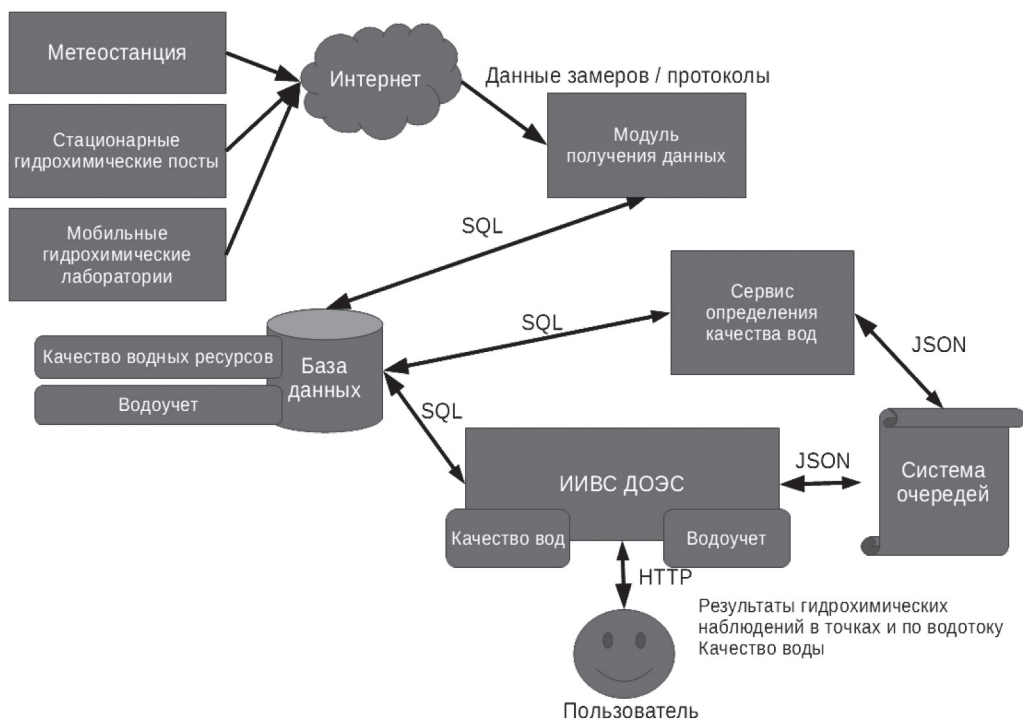 Метеостанция
Интернет
Данные замеров / протоколы
Стационарные
гидрохимические посты
Модуль
получения данных
Мобильные
гидрохимические
лаборатории
SQL
Сервис
определения
качества вод
SQL
JSON
Качество водных ресурсов
Водоучет
База
данных
SQL
ИИВС ДОЭС
JSON
Система
очередей
Качество вод
Водоучет
HTTP
Результаты гидрохимических
наблюдений в точках и по водотоку
Качество воды
Пользователь